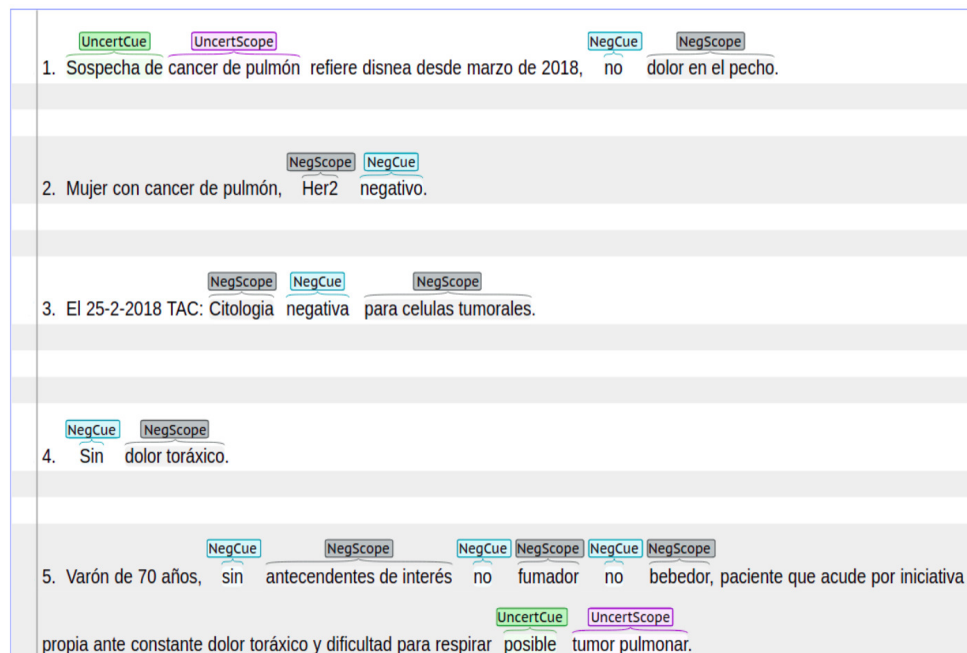 UncertCue UncertScope NegCue NegScope
1. Sospecha de cancer de pulmón refiere disnea desde marzo de 2018, no dolor en el pecho.
NegScope NegCue
2. Mujer con cancer de pulmón, Her2 negativo.
NegScope NegCue NegScope
3. El 25-2-2018 TAC: Citologia negativa para celulas tumorales.
NegCue NegScope
4. Sin dolor toráxico.
NegCue NegScope NegCue NegScope NegCue NegScope
5. Varón de 70 años, sin antecendentes de interés no fumador no bebedor, paciente que acude por iniciativa
UncertCue UncertScope
propia ante constante dolor toráxico y dificultad para respirar posible tumor pulmonar.